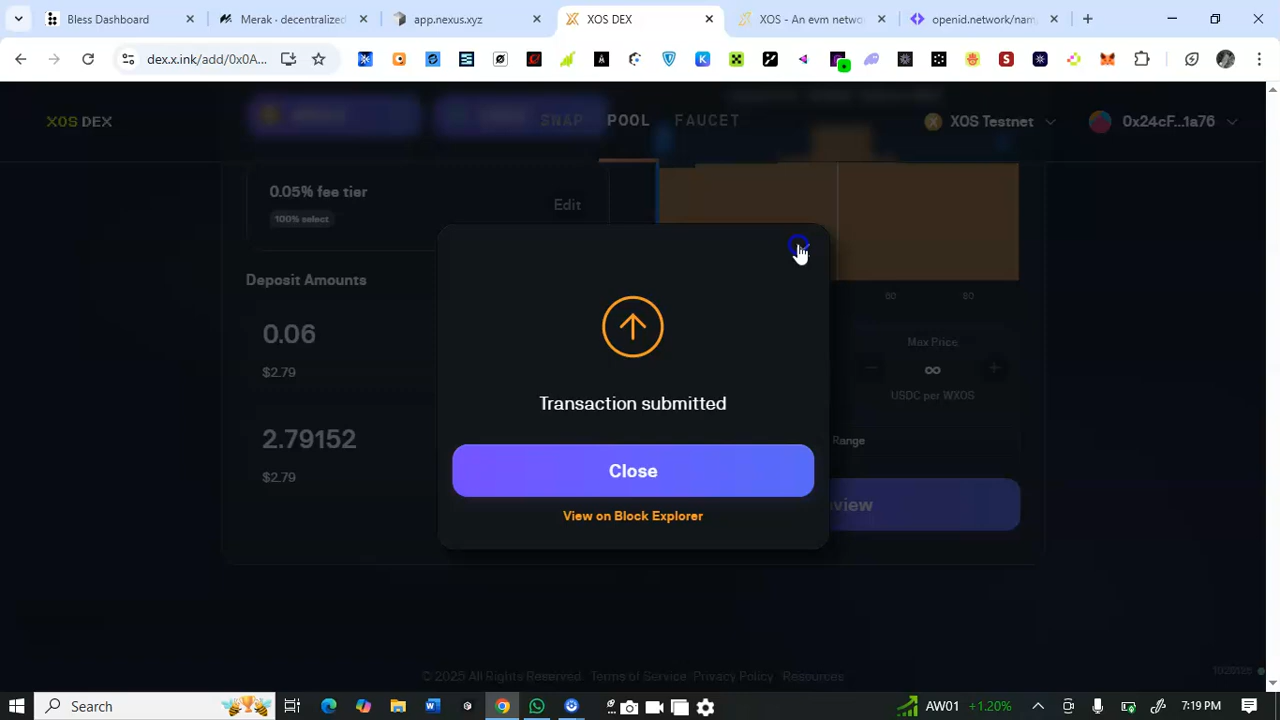 Bless Dashboard
Merak · decentralized
app.nexus.xyz
XOS DEX
XOS - An evm netwo
openid.network/nam
dex.x.ink/add/0x0A...
XOS DEX
SWAP
POOL
FAUCET
XOS Testnet
0x24cF...1a76
0.05% fee tier
100% select
Edit
Deposit Amounts
0.06
$2.79
2.79152
$2.79
Max Price
∞
USDC per WXOS
Range
view
Transaction submitted
Close
View on Block Explorer
© 2025 All Rights Reserved. Terms of Service Privacy Policy Resources
Search
AW01 +1.20%
7:19 PM